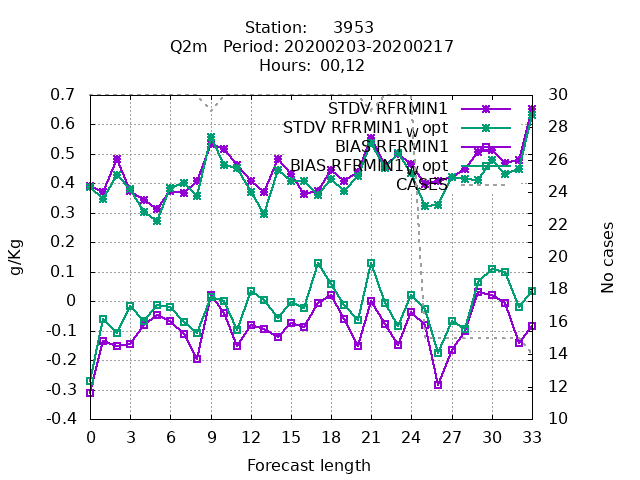 Station:     3953
Q2m   Period: 20200203-20200217
Hours:  00,12
0.7
0.6
0.5
0.4
0.3
0.2
0.1
0
-0.1
-0.2
-0.3
-0.4
g/Kg
STDV RFRMIN1
STDV RFRMIN1w opt
BIAS RFRMIN1
BIAS RFRMIN1w opt
CASES
30
28
26
24
22
20
18
16
14
12
10
No cases
0 3 6 9 12 15 18 21 24 27 30 33
Forecast length